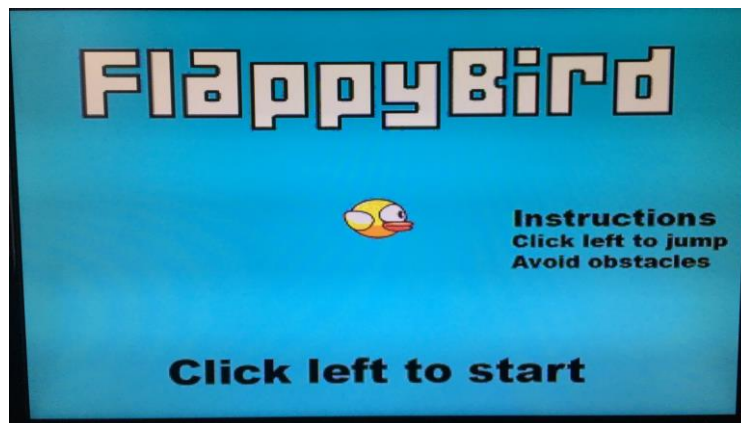 FlappyBird
Instructions
Click left to jump
Avoid obstacles
Click left to start